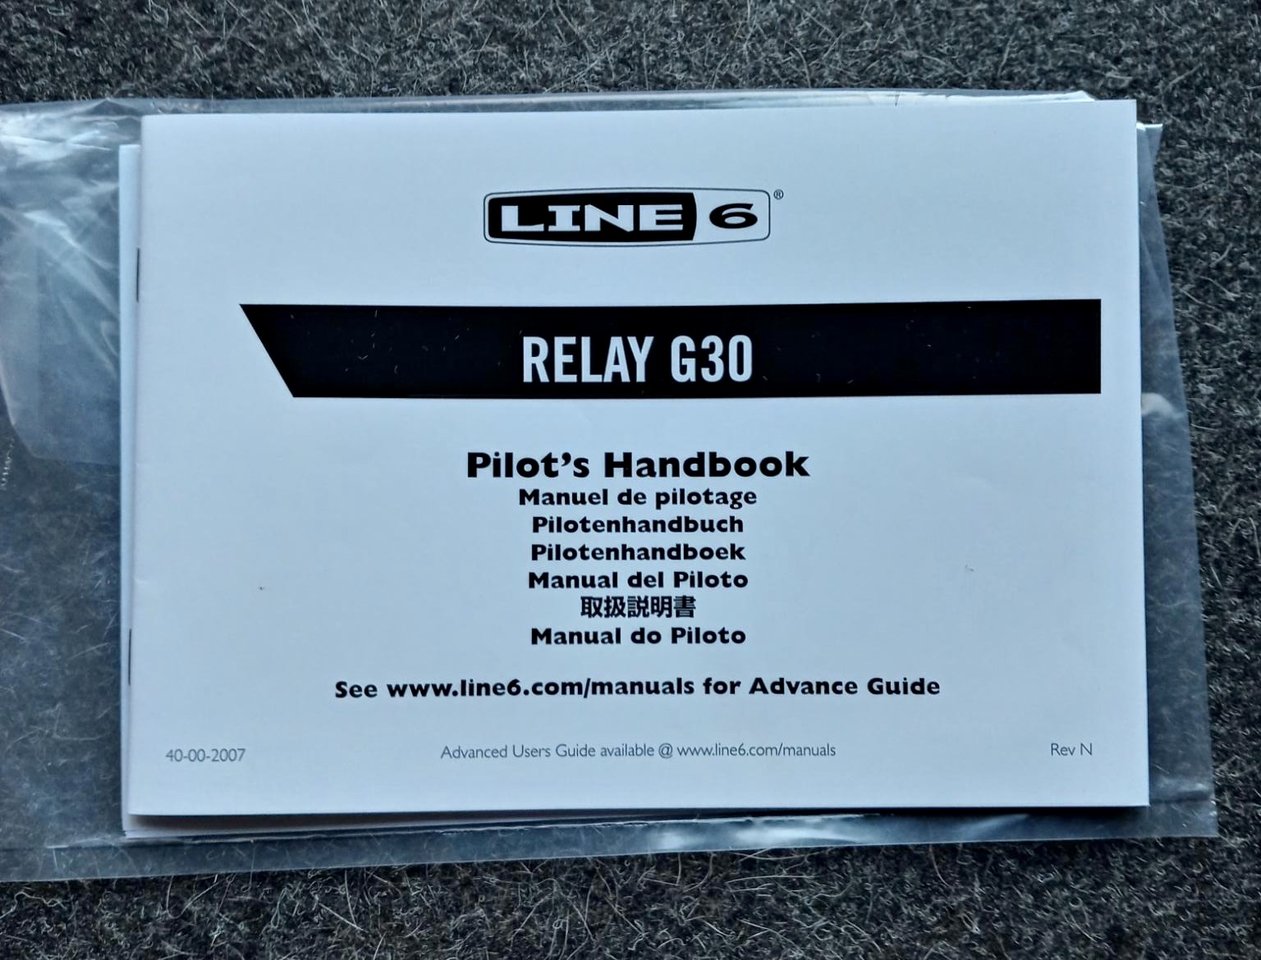 LINE 6®
RELAY G30
Pilot’s Handbook
Manuel de pilotage
Pilotenhandbuch
Pilotenhandboek
Manual del Piloto
取扱説明書
Manual do Piloto
See www.line6.com/manuals for Advance Guide
40-00-2007 Advanced Users Guide available @ www.line6.com/manuals Rev N